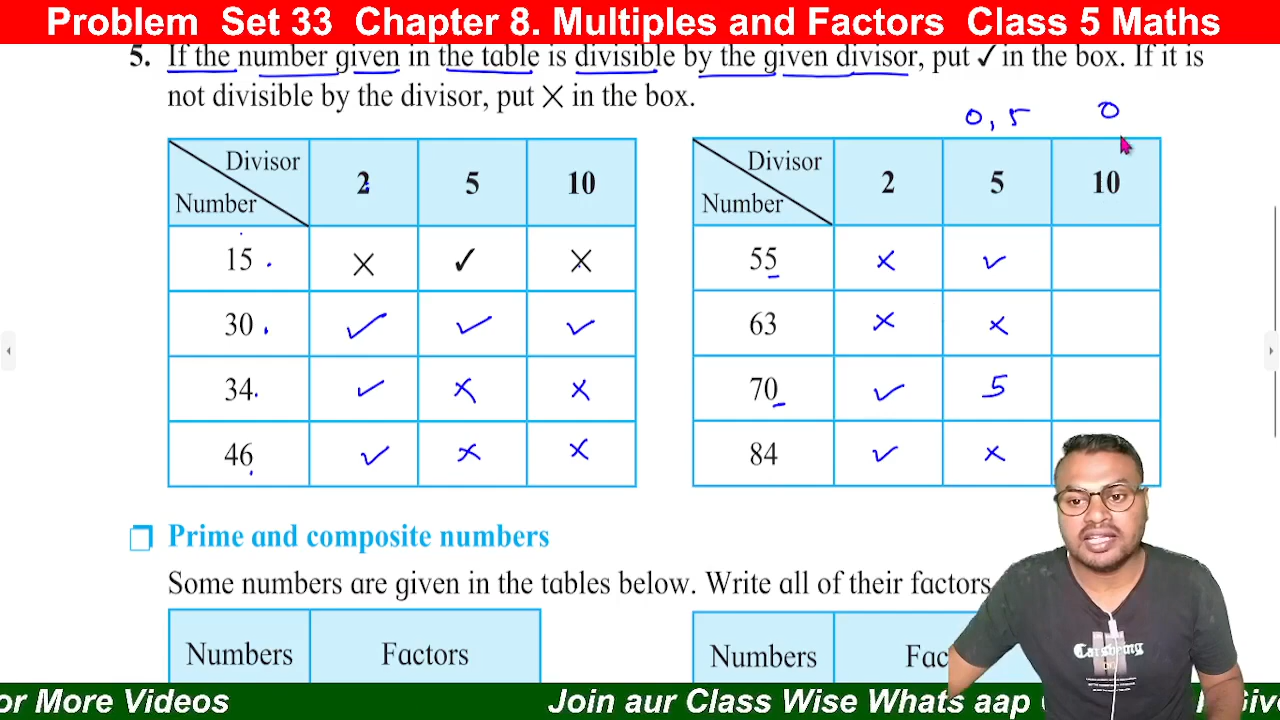 Problem Set 33 Chapter 8. Multiples and Factors Class 5 Maths
5. If the number given in the table is divisible by the given divisor, put ✓ in the box. If it is
not divisible by the divisor, put ✕ in the box.
0, 5 0
Divisor
Number 2 5 10
15 ✕ ✓ ✕
30 ✓ ✓ ✓
34 ✓ ✕ ✕
46 ✓ ✕ ✕
Divisor
Number 2 5 10
55 ✕ ✓
63 ✕ ✕
70 ✓ 5
84 ✓ ✕
Prime and composite numbers
Some numbers are given in the tables below. Write all of their factors
Numbers Factors
Numbers Fac
or More Videos Join aur Class Wise Whats aap
Carsbeang